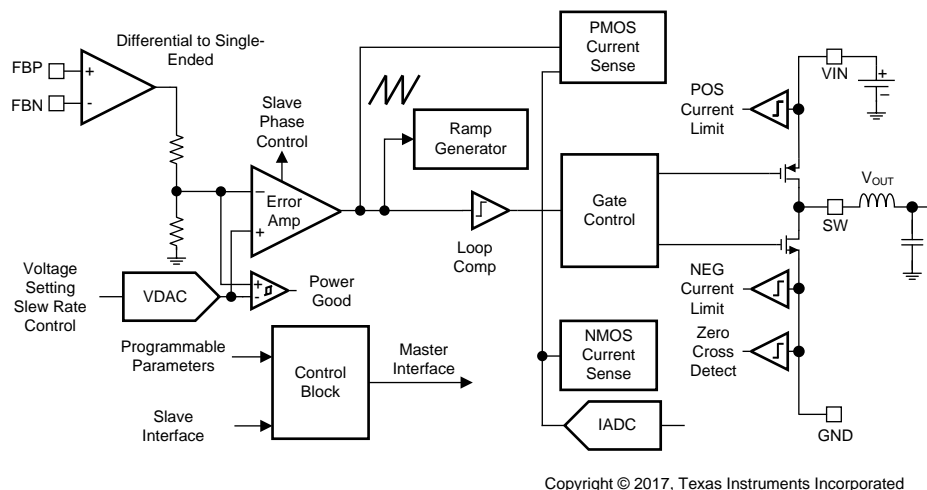 Differential to Single-
Ended
FBP
FBN
+
-
Slave
Phase
Control
Ramp
Generator
PMOS
Current
Sense
VIN
+
−
POS
Current
Limit
−
Error
Amp
+
Loop
Comp
Gate
Control
VOUT
SW
Voltage
Setting
Slew Rate
Control
VDAC
+
-
Power
Good
NEG
Current
Limit
Zero
Cross
Detect
Programmable
Parameters
Slave
Interface
Control
Block
Master
Interface
NMOS
Current
Sense
IADC
GND
Copyright © 2017, Texas Instruments Incorporated